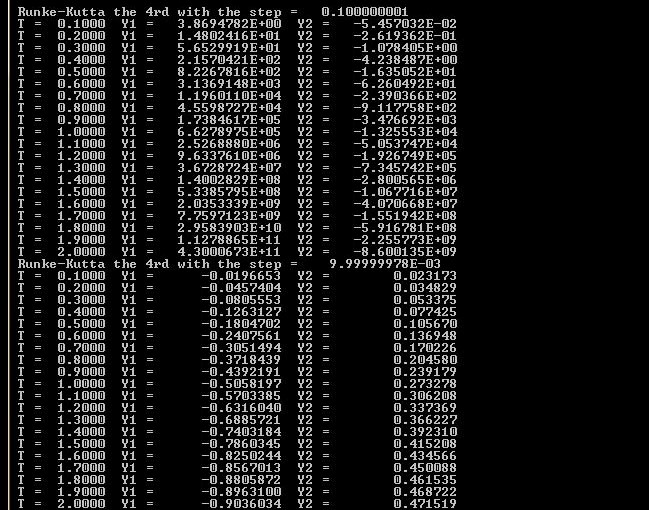 Runke-Kutta the 4rd with the step =   0.100000001
T =  0.1000  Y1 =   3.8694782E+00  Y2 =   -5.457032E-02
T =  0.2000  Y1 =   1.4802416E+01  Y2 =   -2.619362E-01
T =  0.3000  Y1 =   5.6529919E+01  Y2 =   -1.078405E+00
T =  0.4000  Y1 =   2.1570421E+02  Y2 =   -4.238487E+00
T =  0.5000  Y1 =   8.2267816E+02  Y2 =   -1.635052E+01
T =  0.6000  Y1 =   3.1369148E+03  Y2 =   -6.260492E+01
T =  0.7000  Y1 =   1.1960110E+04  Y2 =   -2.390366E+02
T =  0.8000  Y1 =   4.5598727E+04  Y2 =   -9.117758E+02
T =  0.9000  Y1 =   1.7384617E+05  Y2 =   -3.476692E+03
T =  1.0000  Y1 =   6.6278975E+05  Y2 =   -1.325553E+04
T =  1.1000  Y1 =   2.5268880E+06  Y2 =   -5.053747E+04
T =  1.2000  Y1 =   9.6337610E+06  Y2 =   -1.926749E+05
T =  1.3000  Y1 =   3.6728724E+07  Y2 =   -7.345742E+05
T =  1.4000  Y1 =   1.4002829E+08  Y2 =   -2.800565E+06
T =  1.5000  Y1 =   5.3385795E+08  Y2 =   -1.067716E+07
T =  1.6000  Y1 =   2.0353339E+09  Y2 =   -4.070668E+07
T =  1.7000  Y1 =   7.7597123E+09  Y2 =   -1.551942E+08
T =  1.8000  Y1 =   2.9583903E+10  Y2 =   -5.916781E+08
T =  1.9000  Y1 =   1.1278865E+11  Y2 =   -2.255773E+09
T =  2.0000  Y1 =   4.3000673E+11  Y2 =   -8.600135E+09
Runke-Kutta the 4rd with the step =    9.99999978E-03
T =  0.1000  Y1 =   -0.0196653  Y2 =   0.023173
T =  0.2000  Y1 =   -0.0457404  Y2 =   0.034829
T =  0.3000  Y1 =   -0.0805553  Y2 =   0.053375
T =  0.4000  Y1 =   -0.1263127  Y2 =   0.077425
T =  0.5000  Y1 =   -0.1804702  Y2 =   0.105670
T =  0.6000  Y1 =   -0.2407561  Y2 =   0.136948
T =  0.7000  Y1 =   -0.3051494  Y2 =   0.170226
T =  0.8000  Y1 =   -0.3718439  Y2 =   0.204580
T =  0.9000  Y1 =   -0.4392191  Y2 =   0.239179
T =  1.0000  Y1 =   -0.5058197  Y2 =   0.273278
T =  1.1000  Y1 =   -0.5703385  Y2 =   0.306208
T =  1.2000  Y1 =   -0.6316040  Y2 =   0.337369
T =  1.3000  Y1 =   -0.6885721  Y2 =   0.366227
T =  1.4000  Y1 =   -0.7403184  Y2 =   0.392310
T =  1.5000  Y1 =   -0.7860345  Y2 =   0.415208
T =  1.6000  Y1 =   -0.8250244  Y2 =   0.434566
T =  1.7000  Y1 =   -0.8567013  Y2 =   0.450088
T =  1.8000  Y1 =   -0.8805872  Y2 =   0.461535
T =  1.9000  Y1 =   -0.8963100  Y2 =   0.468722
T =  2.0000  Y1 =   -0.9036034  Y2 =   0.471519